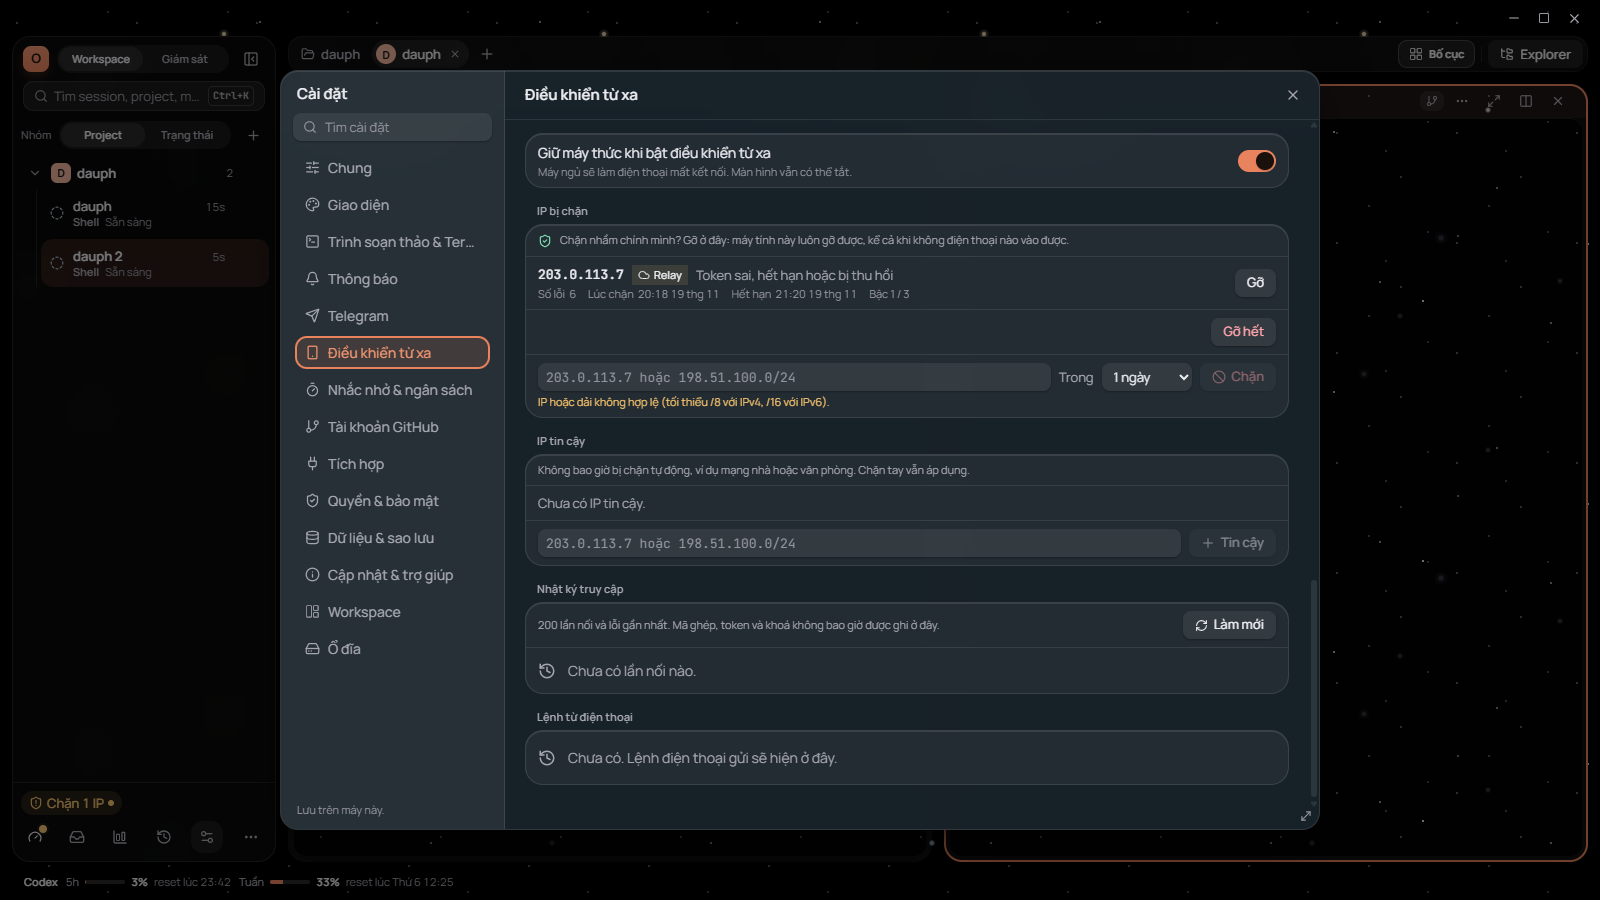 O
Workspace
Giám sát
Tìm session, project, m...
Ctrl+K
Nhóm
Project
Trạng thái
D
dauph
2
dauph
15s
Shell Sẵn sàng
dauph 2
5s
Shell Sẵn sàng
Chặn 1 IP
Codex 5h 3% reset lúc 23:42 Tuần 33% reset lúc Thứ 6 12:25
dauph
D
dauph
Bố cục
Explorer
Cài đặt
Tìm cài đặt
Chung
Giao diện
Trình soạn thảo & Ter...
Thông báo
Telegram
Điều khiển từ xa
Nhắc nhở & ngân sách
Tài khoản GitHub
Tích hợp
Quyền & bảo mật
Dữ liệu & sao lưu
Cập nhật & trợ giúp
Workspace
Ổ đĩa
Lưu trên máy này.
Điều khiển từ xa
Giữ máy thức khi bật điều khiển từ xa
Máy ngủ sẽ làm điện thoại mất kết nối. Màn hình vẫn có thể tắt.
IP bị chặn
Chặn nhầm chính mình? Gỡ ở đây: máy tính này luôn gỡ được, kể cả khi không điện thoại nào vào được.
203.0.113.7 Relay Token sai, hết hạn hoặc bị thu hồi
Số lỗi 6 Lúc chặn 20:18 19 thg 11 Hết hạn 21:20 19 thg 11 Bậc 1 / 3
Gỡ
Gỡ hết
203.0.113.7 hoặc 198.51.100.0/24
Trong
1 ngày
Chặn
IP hoặc dải không hợp lệ (tối thiểu /8 với IPv4, /16 với IPv6).
IP tin cậy
Không bao giờ bị chặn tự động, ví dụ mạng nhà hoặc văn phòng. Chặn tay vẫn áp dụng.
Chưa có IP tin cậy.
203.0.113.7 hoặc 198.51.100.0/24
Tin cậy
Nhật ký truy cập
200 lần nối và lỗi gần nhất. Mã ghép, token và khoá không bao giờ được ghi ở đây.
Làm mới
Chưa có lần nối nào.
Lệnh từ điện thoại
Chưa có. Lệnh điện thoại gửi sẽ hiện ở đây.